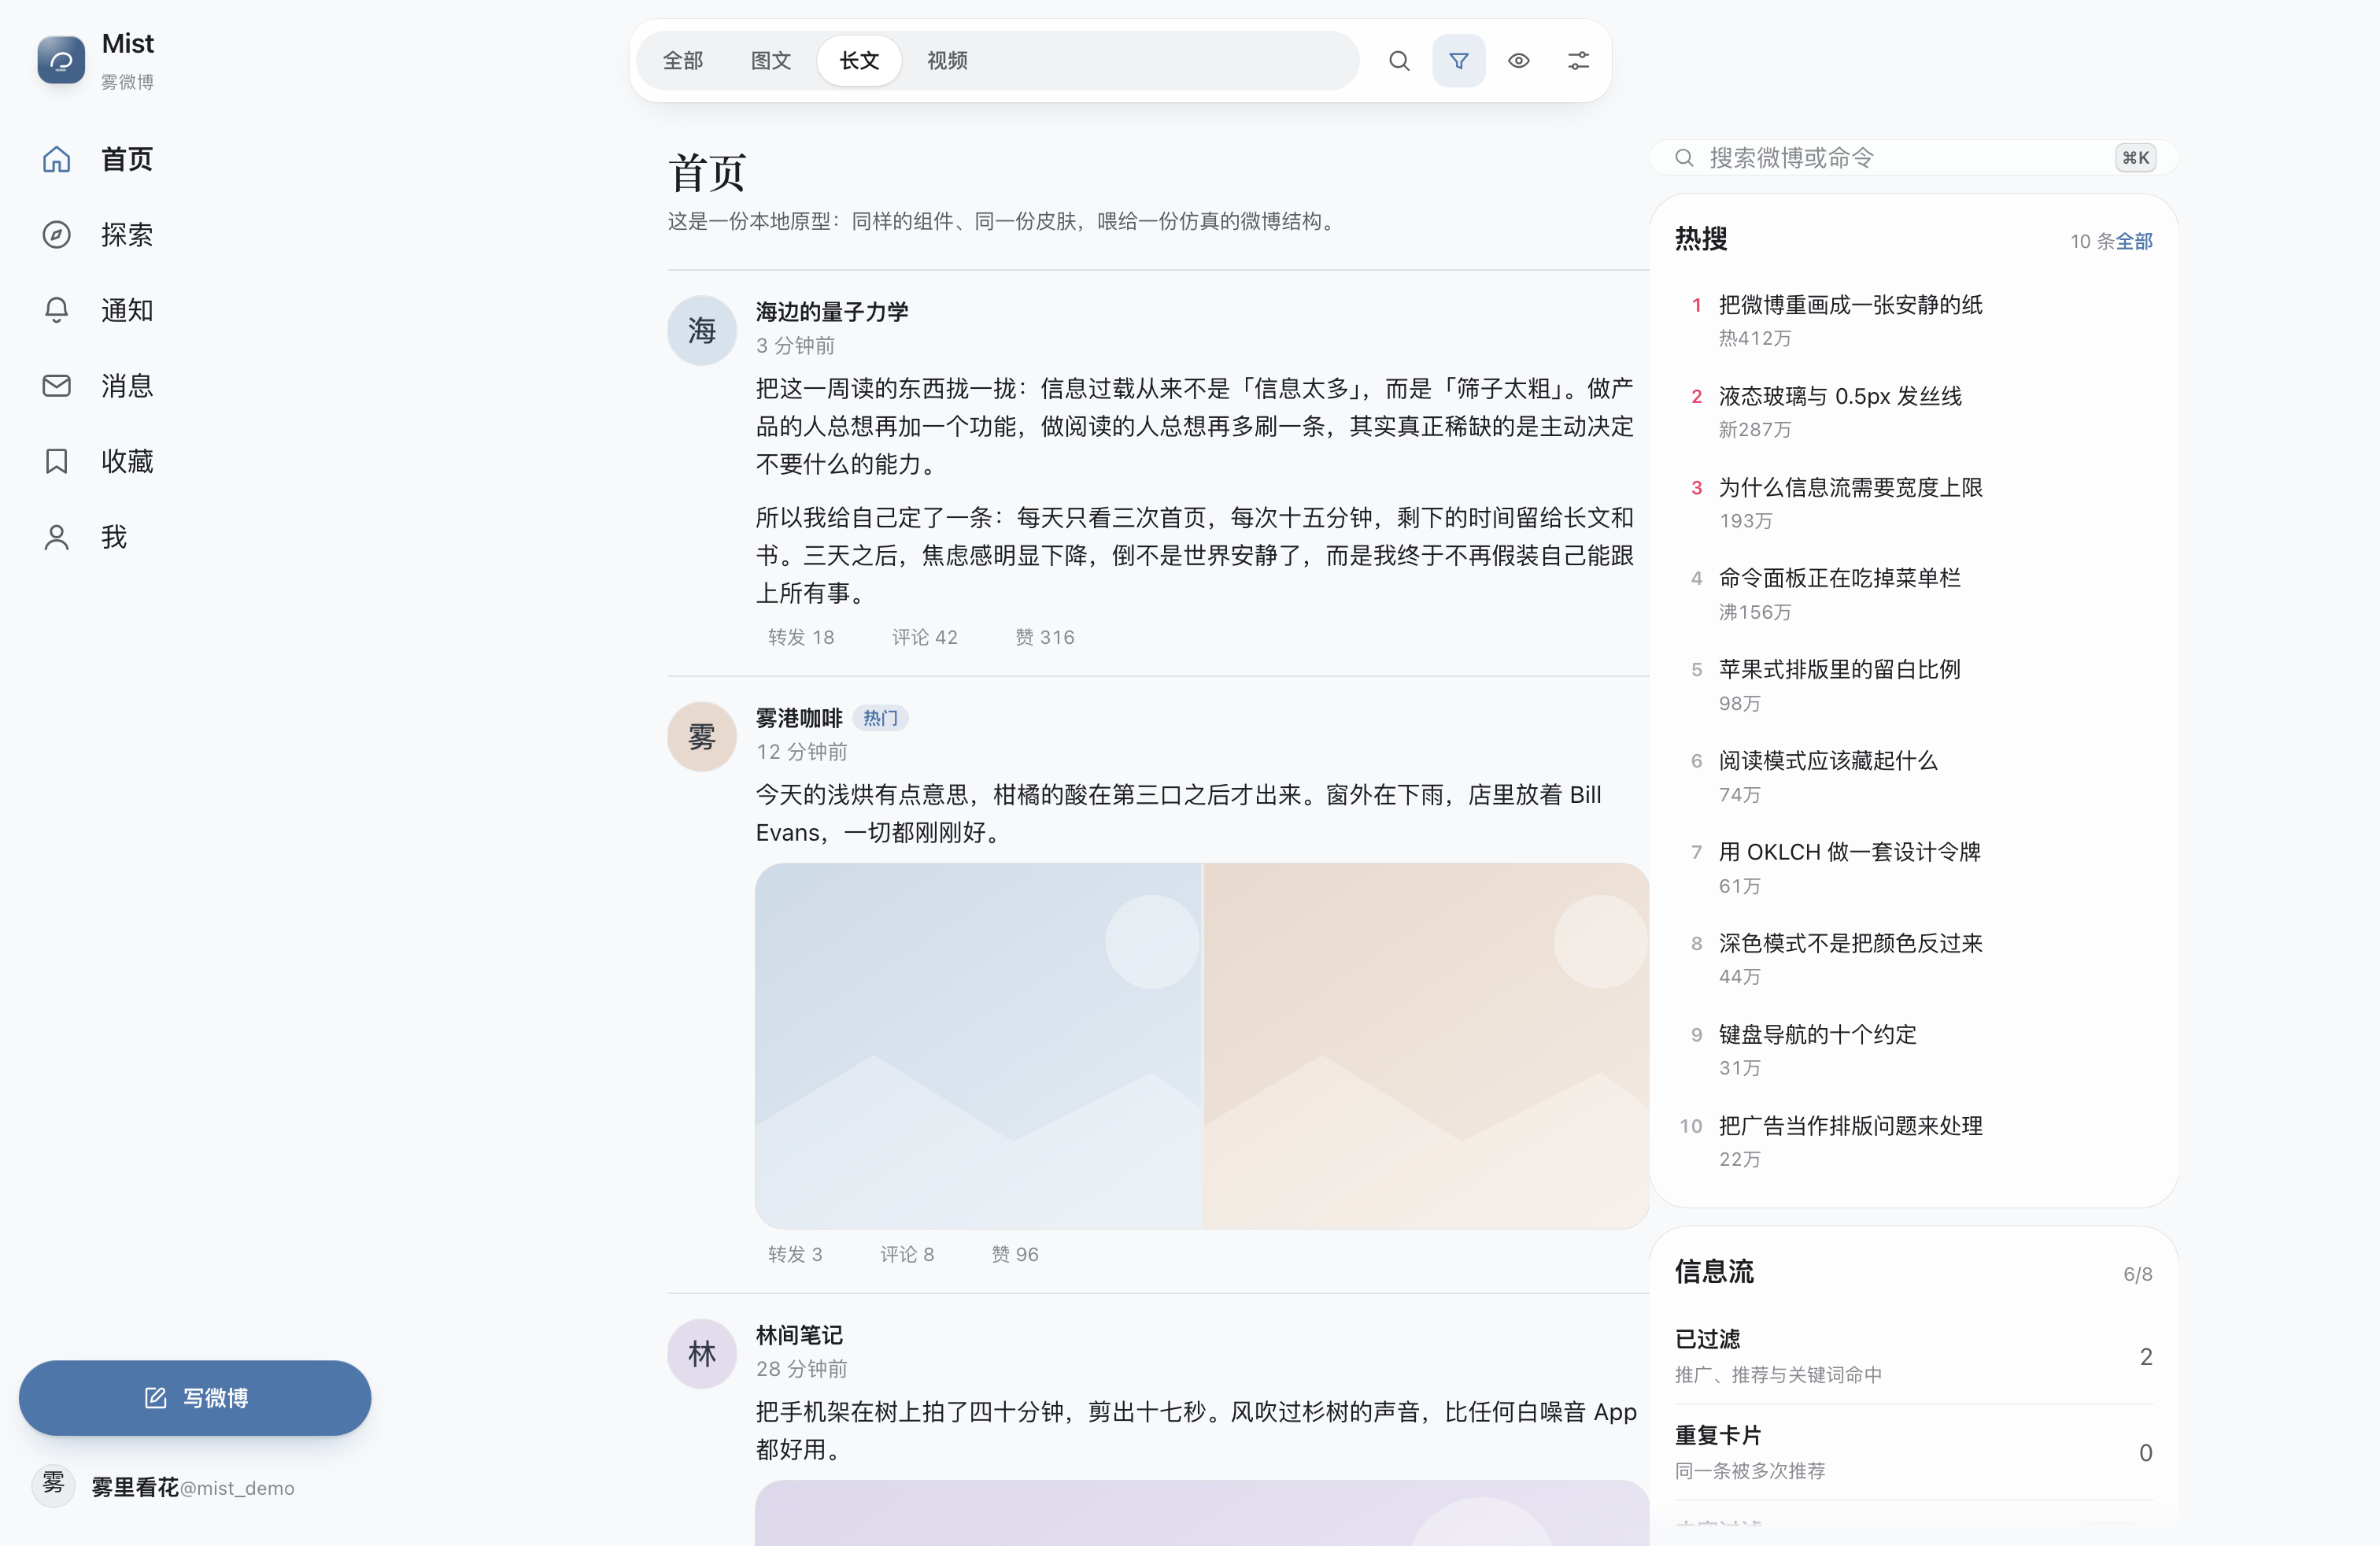 Mist
雾微博
首页
探索
通知
消息
收藏
我
写微博
雾
雾里看花@mist_demo
全部
图文
长文
视频
首页
这是一份本地原型：同样的组件、同一份皮肤，喂给一份仿真的微博结构。
海
海边的量子力学
3 分钟前
把这一周读的东西拢一拢：信息过载从来不是「信息太多」，而是「筛子太粗」。做产
品的人总想再加一个功能，做阅读的人总想再多刷一条，其实真正稀缺的是主动决定
不要什么的能力。
所以我给自己定了一条：每天只看三次首页，每次十五分钟，剩下的时间留给长文和
书。三天之后，焦虑感明显下降，倒不是世界安静了，而是我终于不再假装自己能跟
上所有事。
转发 18 评论 42 赞 316
雾
雾港咖啡 热门
12 分钟前
今天的浅烘有点意思，柑橘的酸在第三口之后才出来。窗外在下雨，店里放着 Bill
Evans，一切都刚刚好。
转发 3 评论 8 赞 96
林
林间笔记
28 分钟前
把手机架在树上拍了四十分钟，剪出十七秒。风吹过杉树的声音，比任何白噪音 App
都好用。
搜索微博或命令 ⌘K
热搜 10 条全部
1 把微博重画成一张安静的纸
热412万
2 液态玻璃与 0.5px 发丝线
新287万
3 为什么信息流需要宽度上限
193万
4 命令面板正在吃掉菜单栏
沸156万
5 苹果式排版里的留白比例
98万
6 阅读模式应该藏起什么
74万
7 用 OKLCH 做一套设计令牌
61万
8 深色模式不是把颜色反过来
44万
9 键盘导航的十个约定
31万
10 把广告当作排版问题来处理
22万
信息流 6/8
已过滤 2
推广、推荐与关键词命中
重复卡片 0
同一条被多次推荐